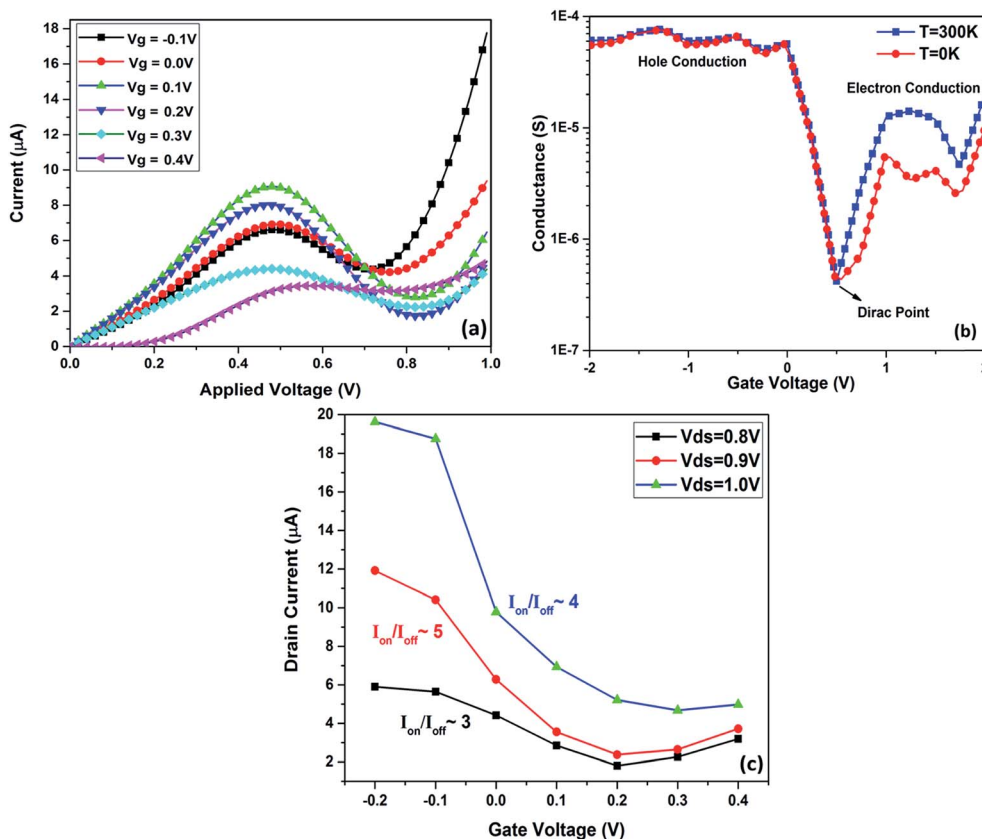 18
16
14
12
10
8
6
4
2
0
Current (μA)
Vg = -0.1V
Vg = 0.0V
Vg = 0.1V
Vg = 0.2V
Vg = 0.3V
Vg = 0.4V
(a)
0.0 0.2 0.4 0.6 0.8 1.0
Applied Voltage (V)
1E-4
1E-5
1E-6
1E-7
Conductance (S)
T=300K
T=0K
Hole Conduction
Electron Conduction
Dirac Point
(b)
-2 -1 0 1
Gate Voltage (V)
20
18
16
14
12
10
8
6
4
2
Drain Current (μA)
Vds=0.8V
Vds=0.9V
Vds=1.0V
Ion/Ioff~ 4
Ion/Ioff~ 5
Ion/Ioff~ 3
(c)
-0.2 -0.1 0.0 0.1 0.2 0.3 0.4
Gate Voltage (V)